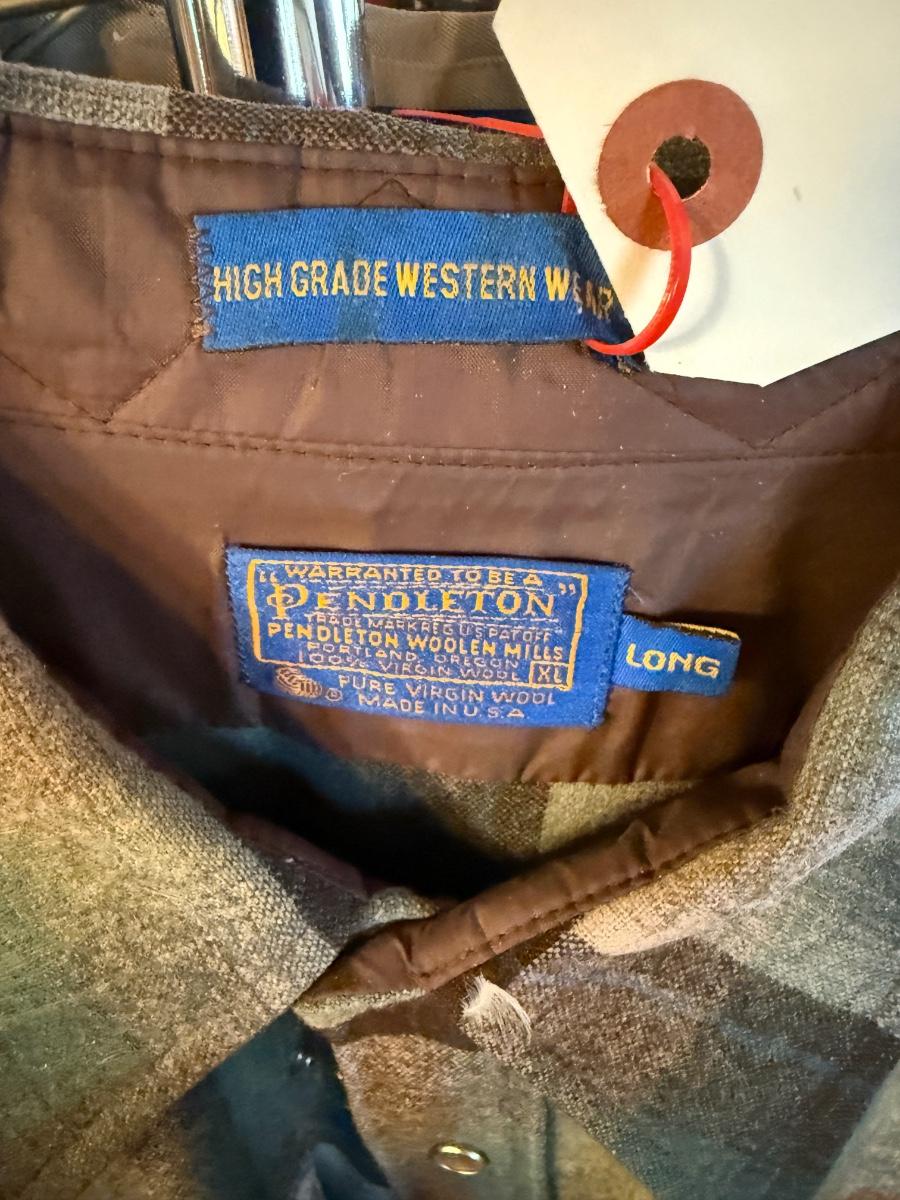 HIGH GRADE WESTERN WEAR
"WARRANTED TO BE A
PENDLETON"
TRADE MARK REG U S PAT OFF
PENDLETON WOOLEN MILLS
PORTLAND, OREGON
100% VIRGIN WOOL XL
LONG
® PURE VIRGIN WOOL
MADE IN U.S.A